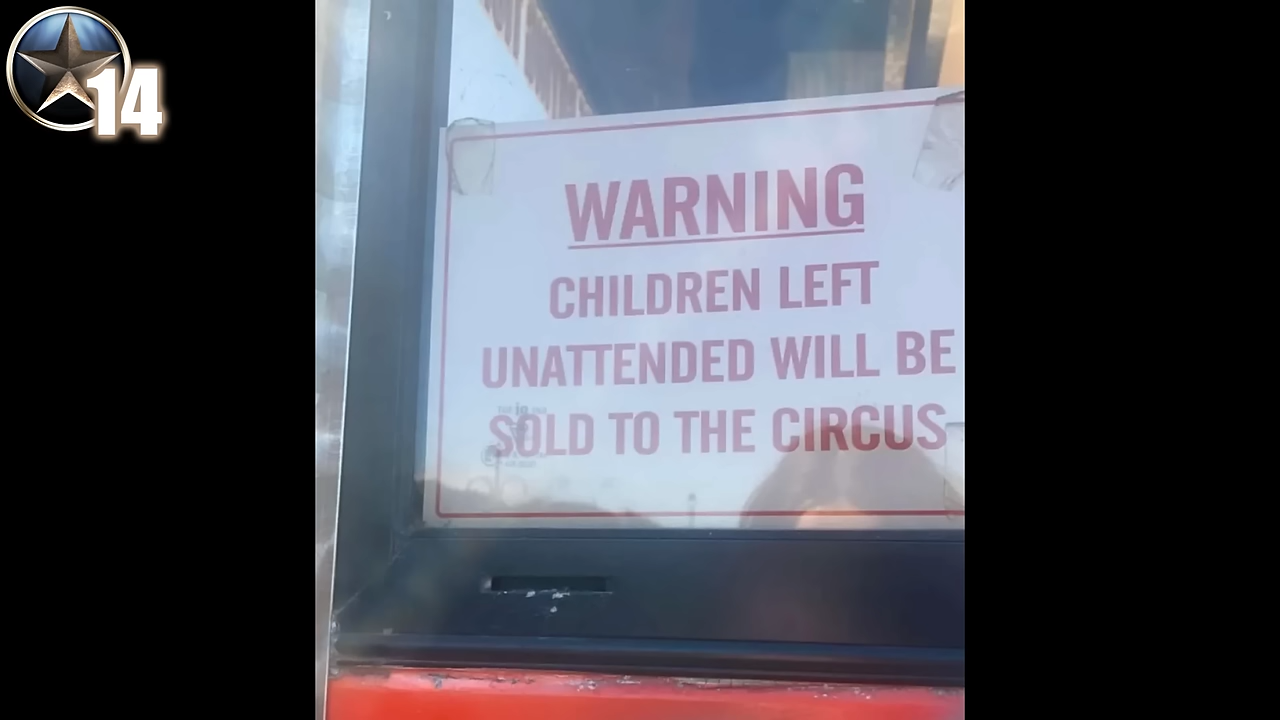 14
WARNING
CHILDREN LEFT
UNATTENDED WILL BE
SOLD TO THE CIRCUS